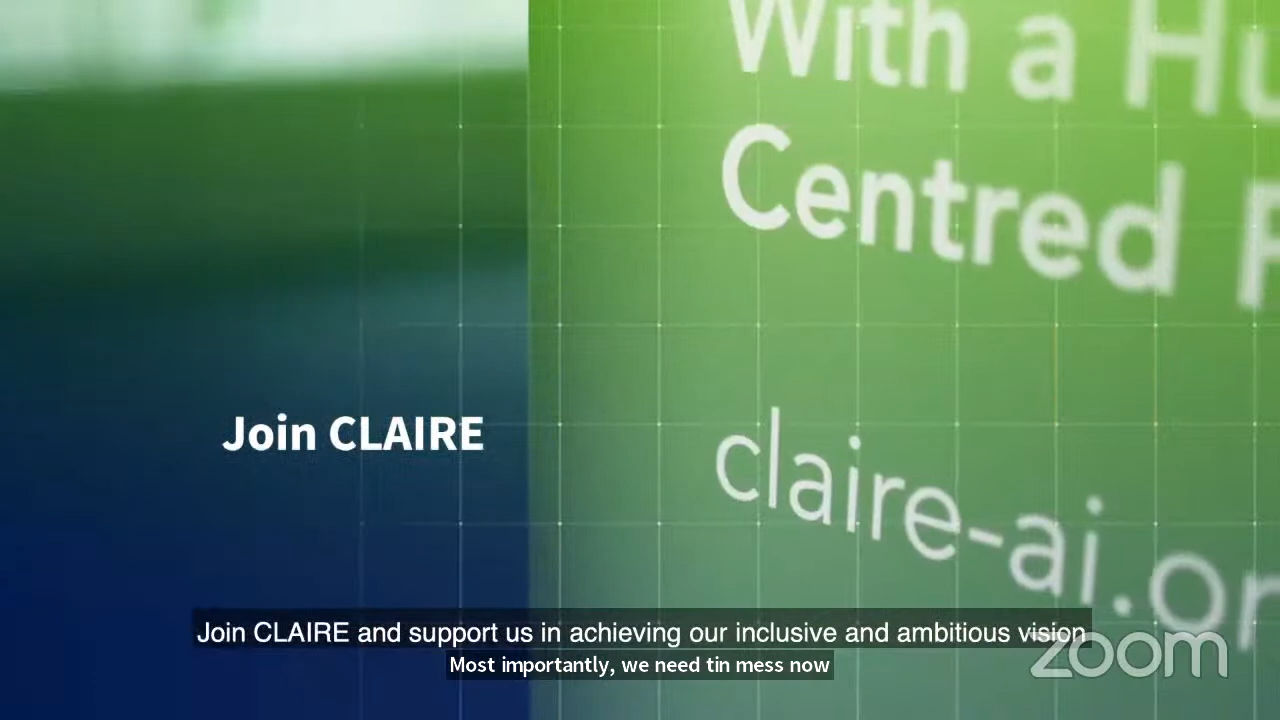 With a Hu
Centred
claire-ai.or
Join CLAIRE
Join CLAIRE and support us in achieving our inclusive and ambitious vision
Most importantly, we need tin mess now
zoom